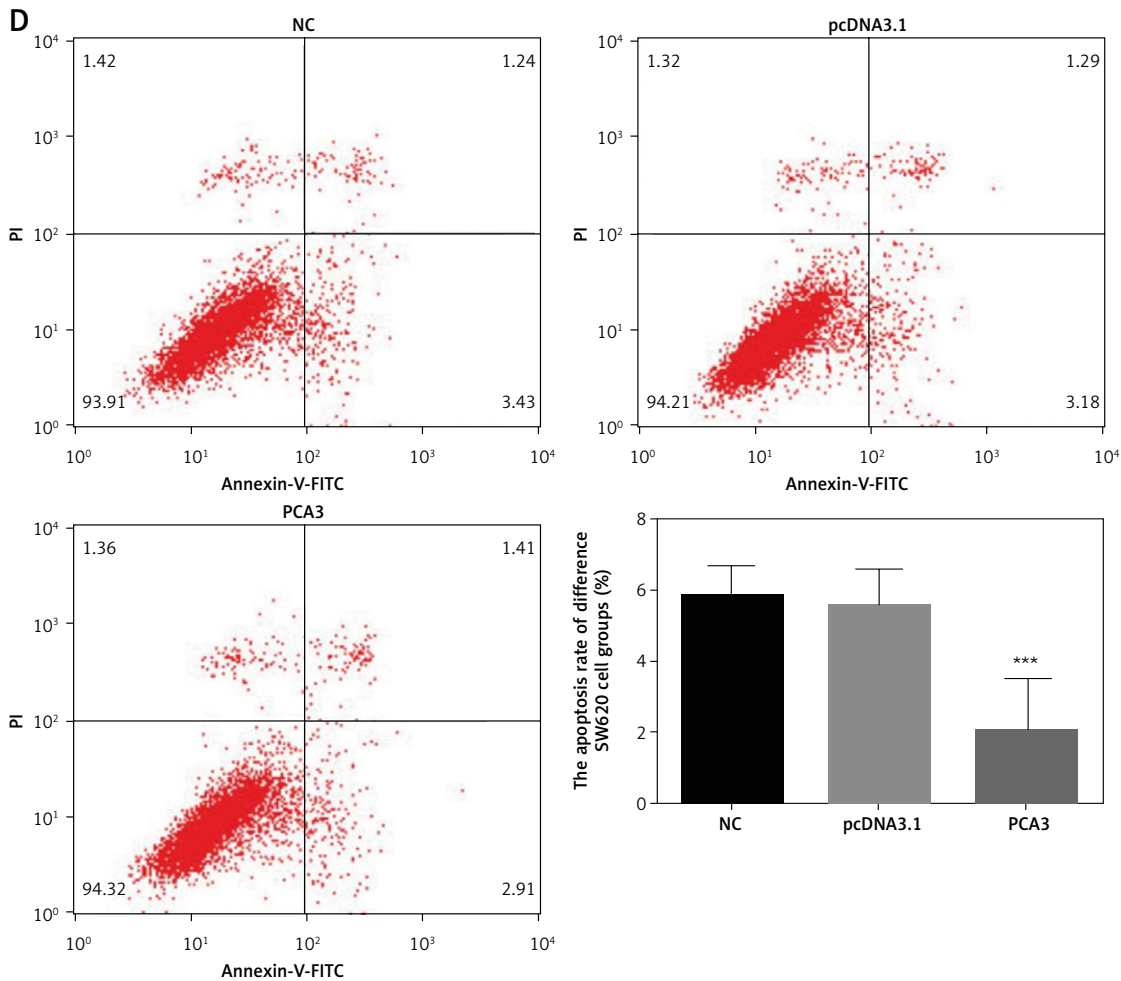 D
NC
10⁴
10³
10²
10¹
10⁰
PI
1.42
1.24
93.91
3.43
10⁰ 10¹ 10² 10³ 10⁴
Annexin-V-FITC
pcDNA3.1
10⁴
10³
10²
10¹
10⁰
PI
1.32
1.29
94.21
3.18
10⁰ 10¹ 10² 10³ 10⁴
Annexin-V-FITC
PCA3
10⁴
10³
10²
10¹
10⁰
PI
1.36
1.41
94.32
2.91
10⁰ 10¹ 10² 10³ 10⁴
Annexin-V-FITC
The apoptosis rate of difference
SW620 cell groups (%)
8
6
4
2
0
***
NC pcDNA3.1 PCA3